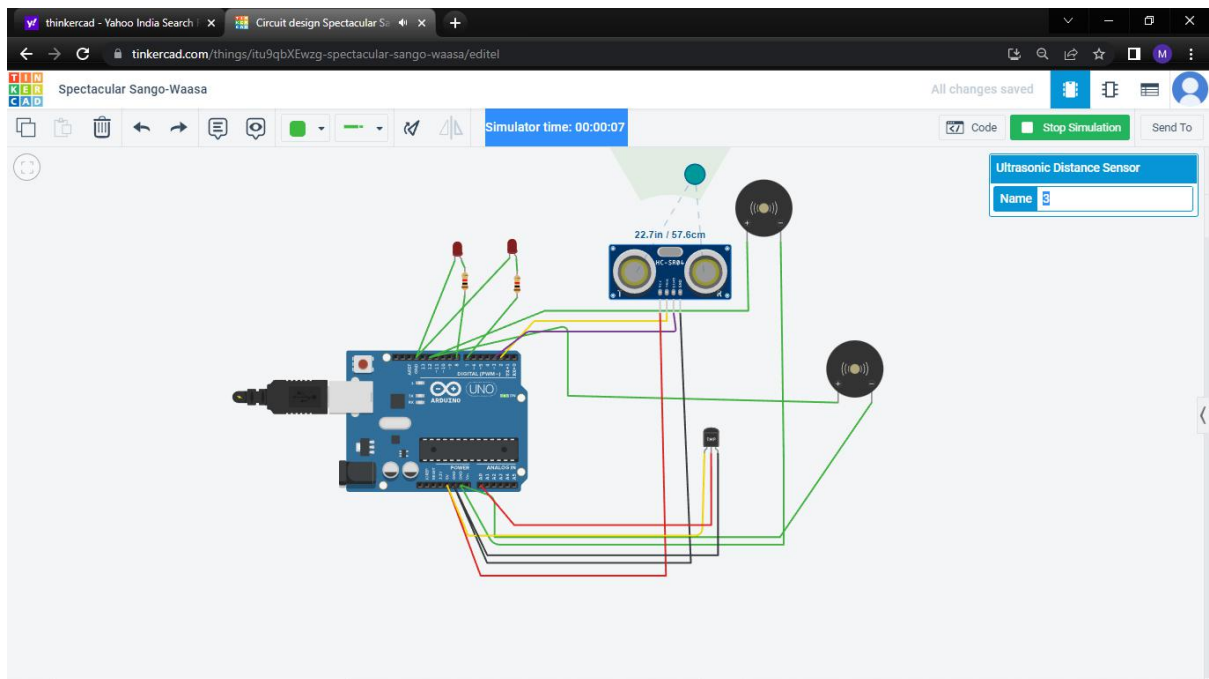 thinkercad - Yahoo India Search F
Circuit design Spectacular Sa
tinkercad.com/things/itu9qbXEwzg-spectacular-sango-waasa/editel
M
TIN
KER
CAD
Spectacular Sango-Waasa
All changes saved
Simulator time: 00:00:07
Code
Stop Simulation
Send To
Ultrasonic Distance Sensor
Name 3
22.7in / 57.6cm
HC-SR04
T
R
+
−
DIGITAL (PWM~)
UNO
ARDUINO
POWER
ANALOG IN
TMP
+
−